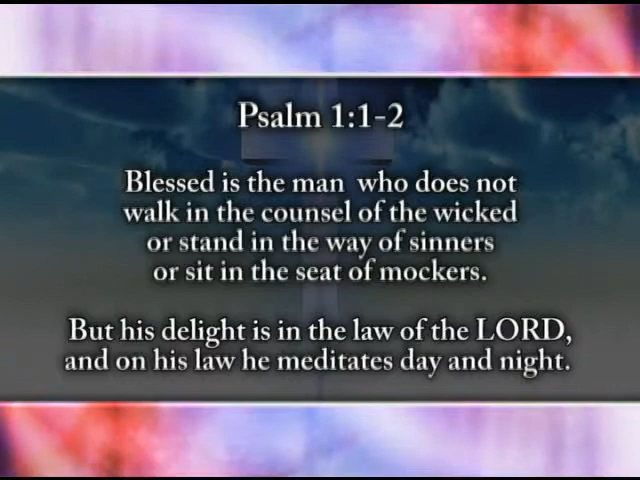 Psalm 1:1-2
Blessed is the man who does not
walk in the counsel of the wicked
or stand in the way of sinners
or sit in the seat of mockers.
But his delight is in the law of the LORD,
and on his law he meditates day and night.